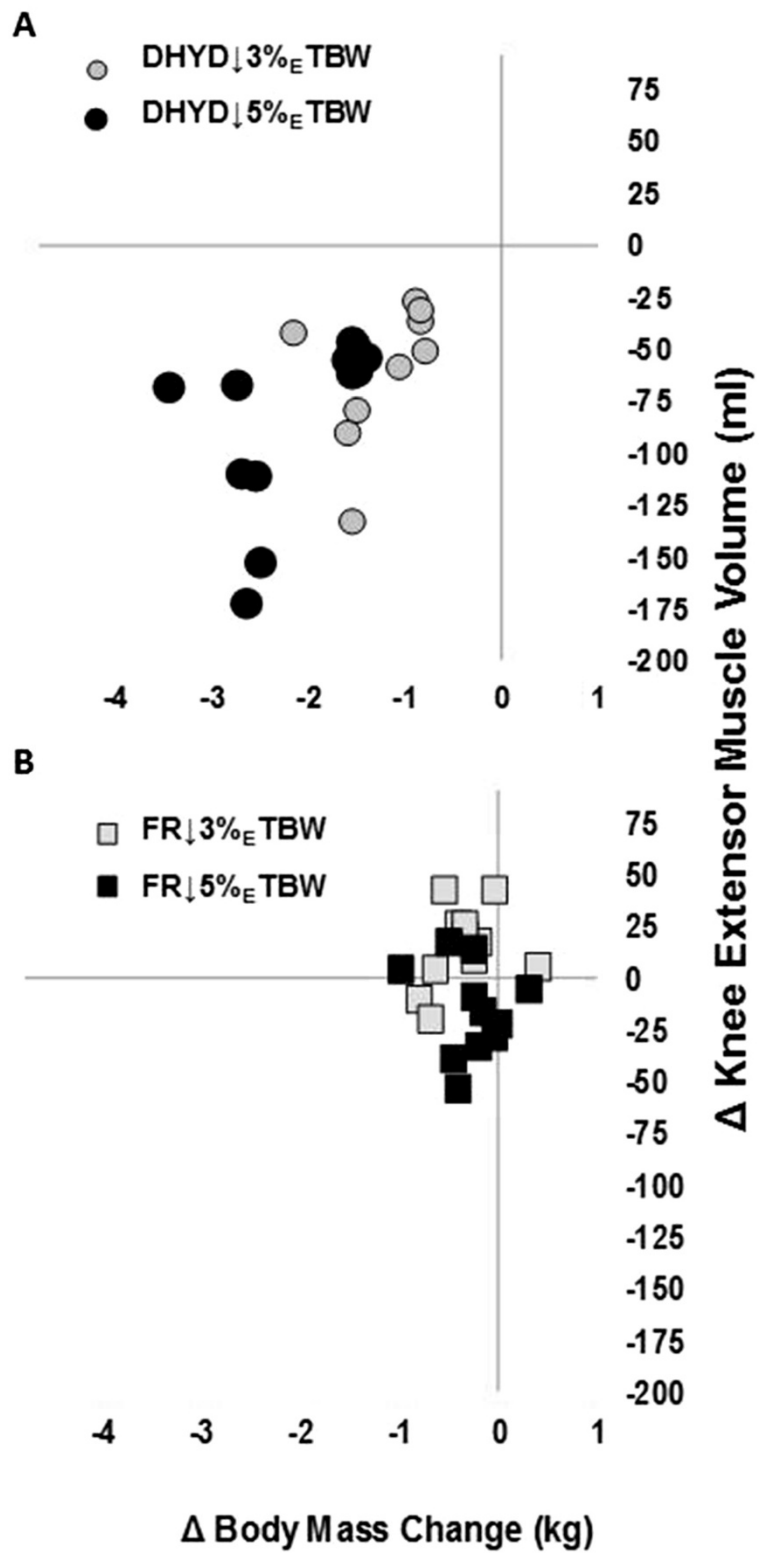 A
DHYD↓3%ETBW
DHYD↓5%ETBW
75
50
25
0
-25
-50
-75
-100
-125
-150
-175
-200
-4 -3 -2 -1 0 1
B
FR↓3%ETBW
FR↓5%ETBW
75
50
25
0
-25
-50
-75
-100
-125
-150
-175
-200
-4 -3 -2 -1 0 1
Δ Body Mass Change (kg)
Δ Knee Extensor Muscle Volume (ml)